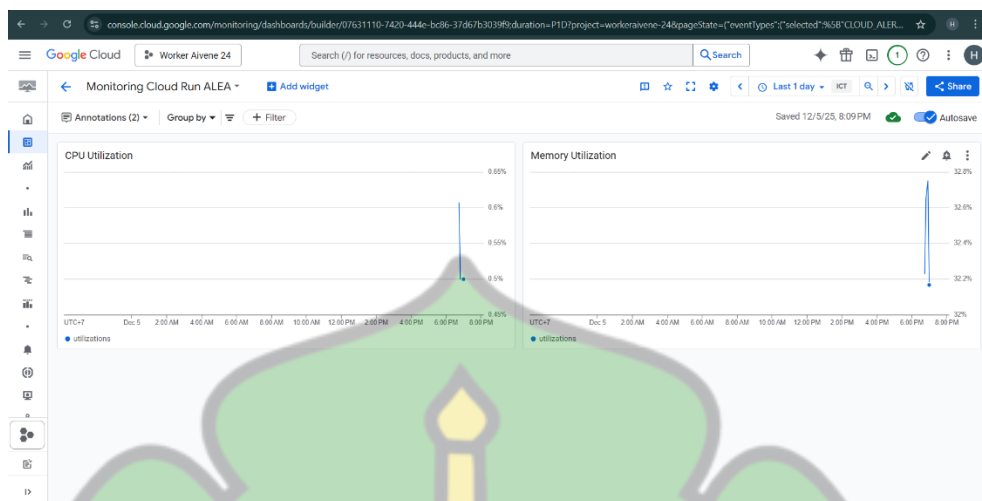 console.cloud.google.com/monitoring/dashboards/builder/07631110-7420-444e-bc86-37d67b3039f9;duration=P1D?project=workeraivene-24&pageState=("eventTypes":("selected":%5B"CLOUD_ALER...
H
Google Cloud
Worker Aivene 24
Search (/) for resources, docs, products, and more
Search
1
H
Monitoring Cloud Run ALEA
Add widget
Last 1 day
ICT
Share
Annotations (2)
Group by
Filter
Saved 12/5/25, 8:09 PM
Autosave
CPU Utilization
0.65%
0.6%
0.55%
0.5%
0.45%
UTC+7 Dec 5 2:00 AM 4:00 AM 6:00 AM 8:00 AM 10:00 AM 12:00 PM 2:00 PM 4:00 PM 6:00 PM 8:00 PM
utilizations
Memory Utilization
32.8%
32.6%
32.4%
32.2%
32%
UTC+7 Dec 5 2:00 AM 4:00 AM 6:00 AM 8:00 AM 10:00 AM 12:00 PM 2:00 PM 4:00 PM 6:00 PM 8:00 PM
utilizations